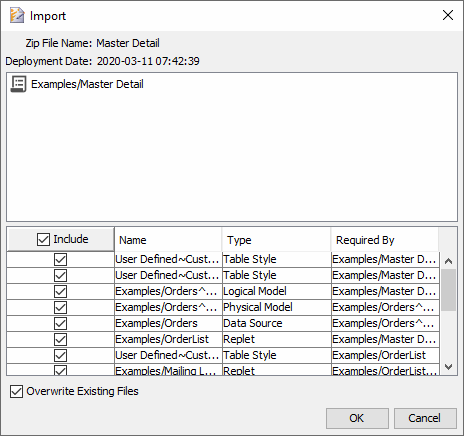 Import
Zip File Name: Master Detail
Deployment Date: 2020-03-11 07:42:39
Examples/Master Detail
Include Name Type Required By
User Defined~Cust... Table Style Examples/Master D...
User Defined~Cust... Table Style Examples/Master D...
Examples/Orders^... Logical Model Examples/Master D...
Examples/Orders^... Physical Model Examples/Orders^...
Examples/Orders Data Source Examples/Orders^...
Examples/OrderList Replet Examples/Master D...
User Defined~Cust... Table Style Examples/OrderList
Examples/Mailing L... Replet Examples/OrderList...
Overwrite Existing Files
OK Cancel